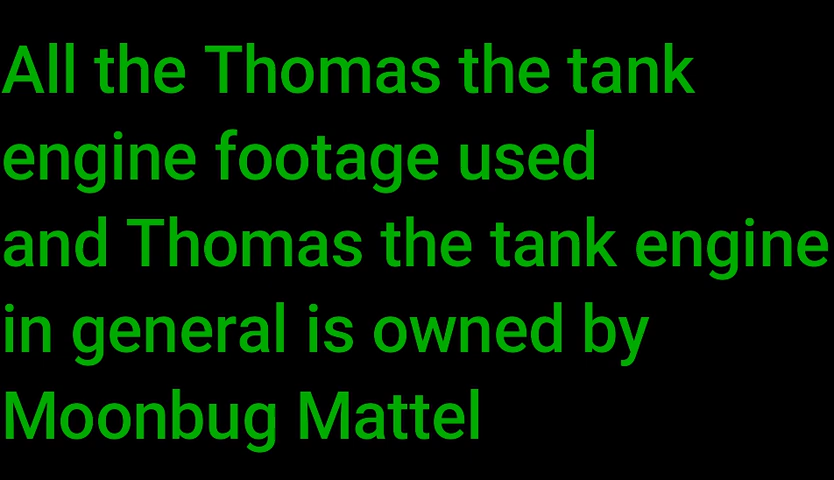 All the Thomas the tank
engine footage used
and Thomas the tank engine
in general is owned by
Moonbug Mattel